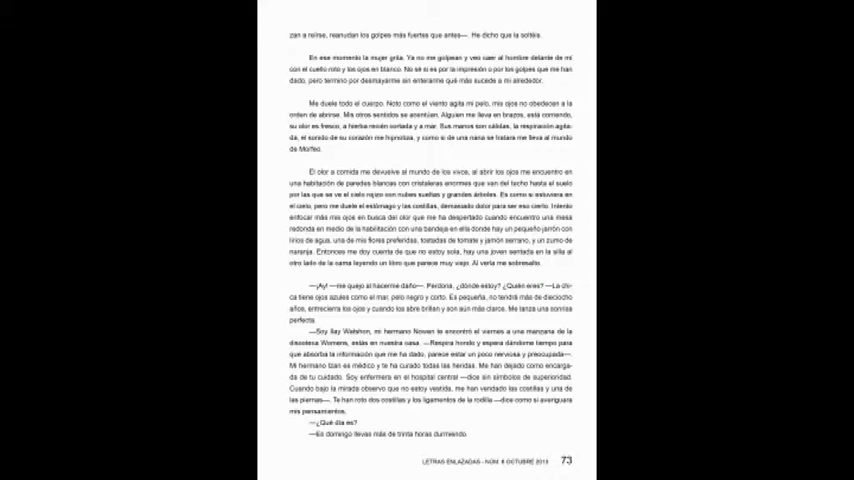 zan a reírse, reanudan los golpes más fuertes que antes—. He dicho que la soltéis.
En ese momento la mujer grita. Ya no me golpean y veo caer al hombre delante de mí
con el cuello roto y los ojos en blanco. No sé si es por la impresión o por los golpes que me han
dado, pero termino por desmayarme sin enterarme qué más sucede a mi alrededor.
Me duele todo el cuerpo. Noto como el viento agita mi pelo, mis ojos no obedecen a la
orden de abrirse. Mis otros sentidos se acentúan. Alguien me lleva en brazos, está corriendo,
su olor es fresco, a hierba recién cortada y a mar. Sus manos son cálidas, la respiración agita-
da, el sonido de su corazón me hipnotiza, y como si de una nana se tratara me lleva al mundo
de Morfeo.
El olor a comida me devuelve al mundo de los vivos, al abrir los ojos me encuentro en
una habitación de paredes blancas con cristaleras enormes que van del techo hasta el suelo
por las que se ve el cielo rojizo con nubes sueltas y grandes árboles. Es como si estuviera en
el cielo, pero me duele el estómago y las costillas, demasiado dolor para ser eso cierto. Intento
enfocar más mis ojos en busca del olor que me ha despertado cuando encuentro una mesa
redonda en medio de la habilitación con una bandeja en ella donde hay un pequeño jarrón con
lirios de agua, una de mis flores preferidas, tostadas de tomate y jamón serrano, y un zumo de
naranja. Entonces me doy cuenta de que no estoy sola, hay una joven sentada en la silla al
otro lado de la cama leyendo un libro que parece muy viejo. Al verla me sobresalto.
—¡Ay! —me quejo al hacerme daño—. Perdona, ¿dónde estoy? ¿Quién eres? —La chi-
ca tiene ojos azules como el mar, pelo negro y corto. Es pequeña, no tendrá más de dieciocho
años, entrecierra los ojos y cuando los abre brillan y son aún más claros. Me lanza una sonrisa
perfecta.
—Soy Ilay Watshon, mi hermano Nowen te encontró el viernes a una manzana de la
discoteca Womens, estás en nuestra casa. —Respira hondo y espera dándome tiempo para
que absorba la información que me ha dado, parece estar un poco nerviosa y preocupada—.
Mi hermano Izan es médico y te ha curado todas las heridas. Me han dejado como encarga-
da de tu cuidado. Soy enfermera en el hospital central —dice sin símbolos de superioridad.
Cuando bajo la mirada observo que no estoy vestida, me han vendado las costillas y una de
las piernas—. Te han roto dos costillas y los ligamentos de la rodilla —dice como si averiguara
mis pensamientos.
—¿Qué día es?
—Es domingo llevas más de treinta horas durmiendo
LETRAS ENLAZADAS - NÚM. 6 OCTUBRE 2013 73